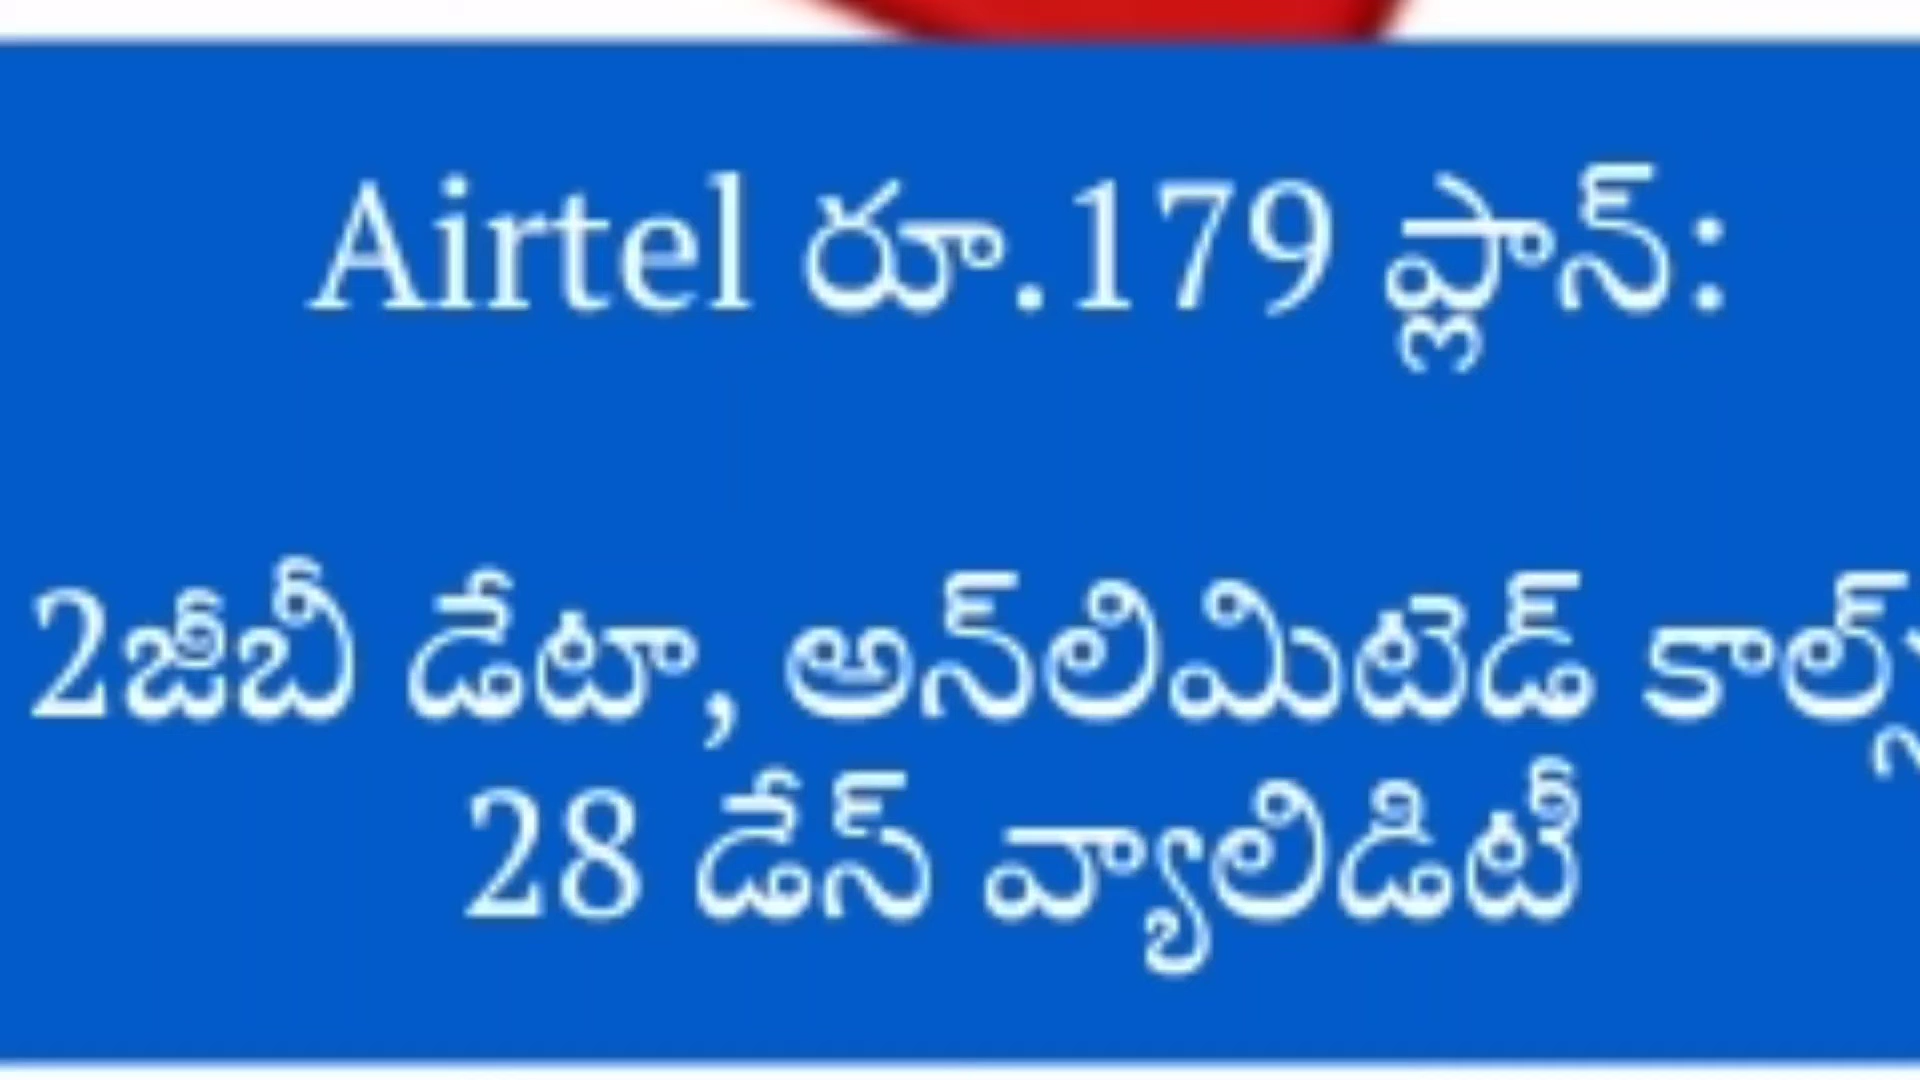 Airtel రూ.179 ప్లాన్:
2జీబీ డేటా, అన్‌లిమిటెడ్ కాల్స్
28 డేస్ వ్యాలిడిటీ